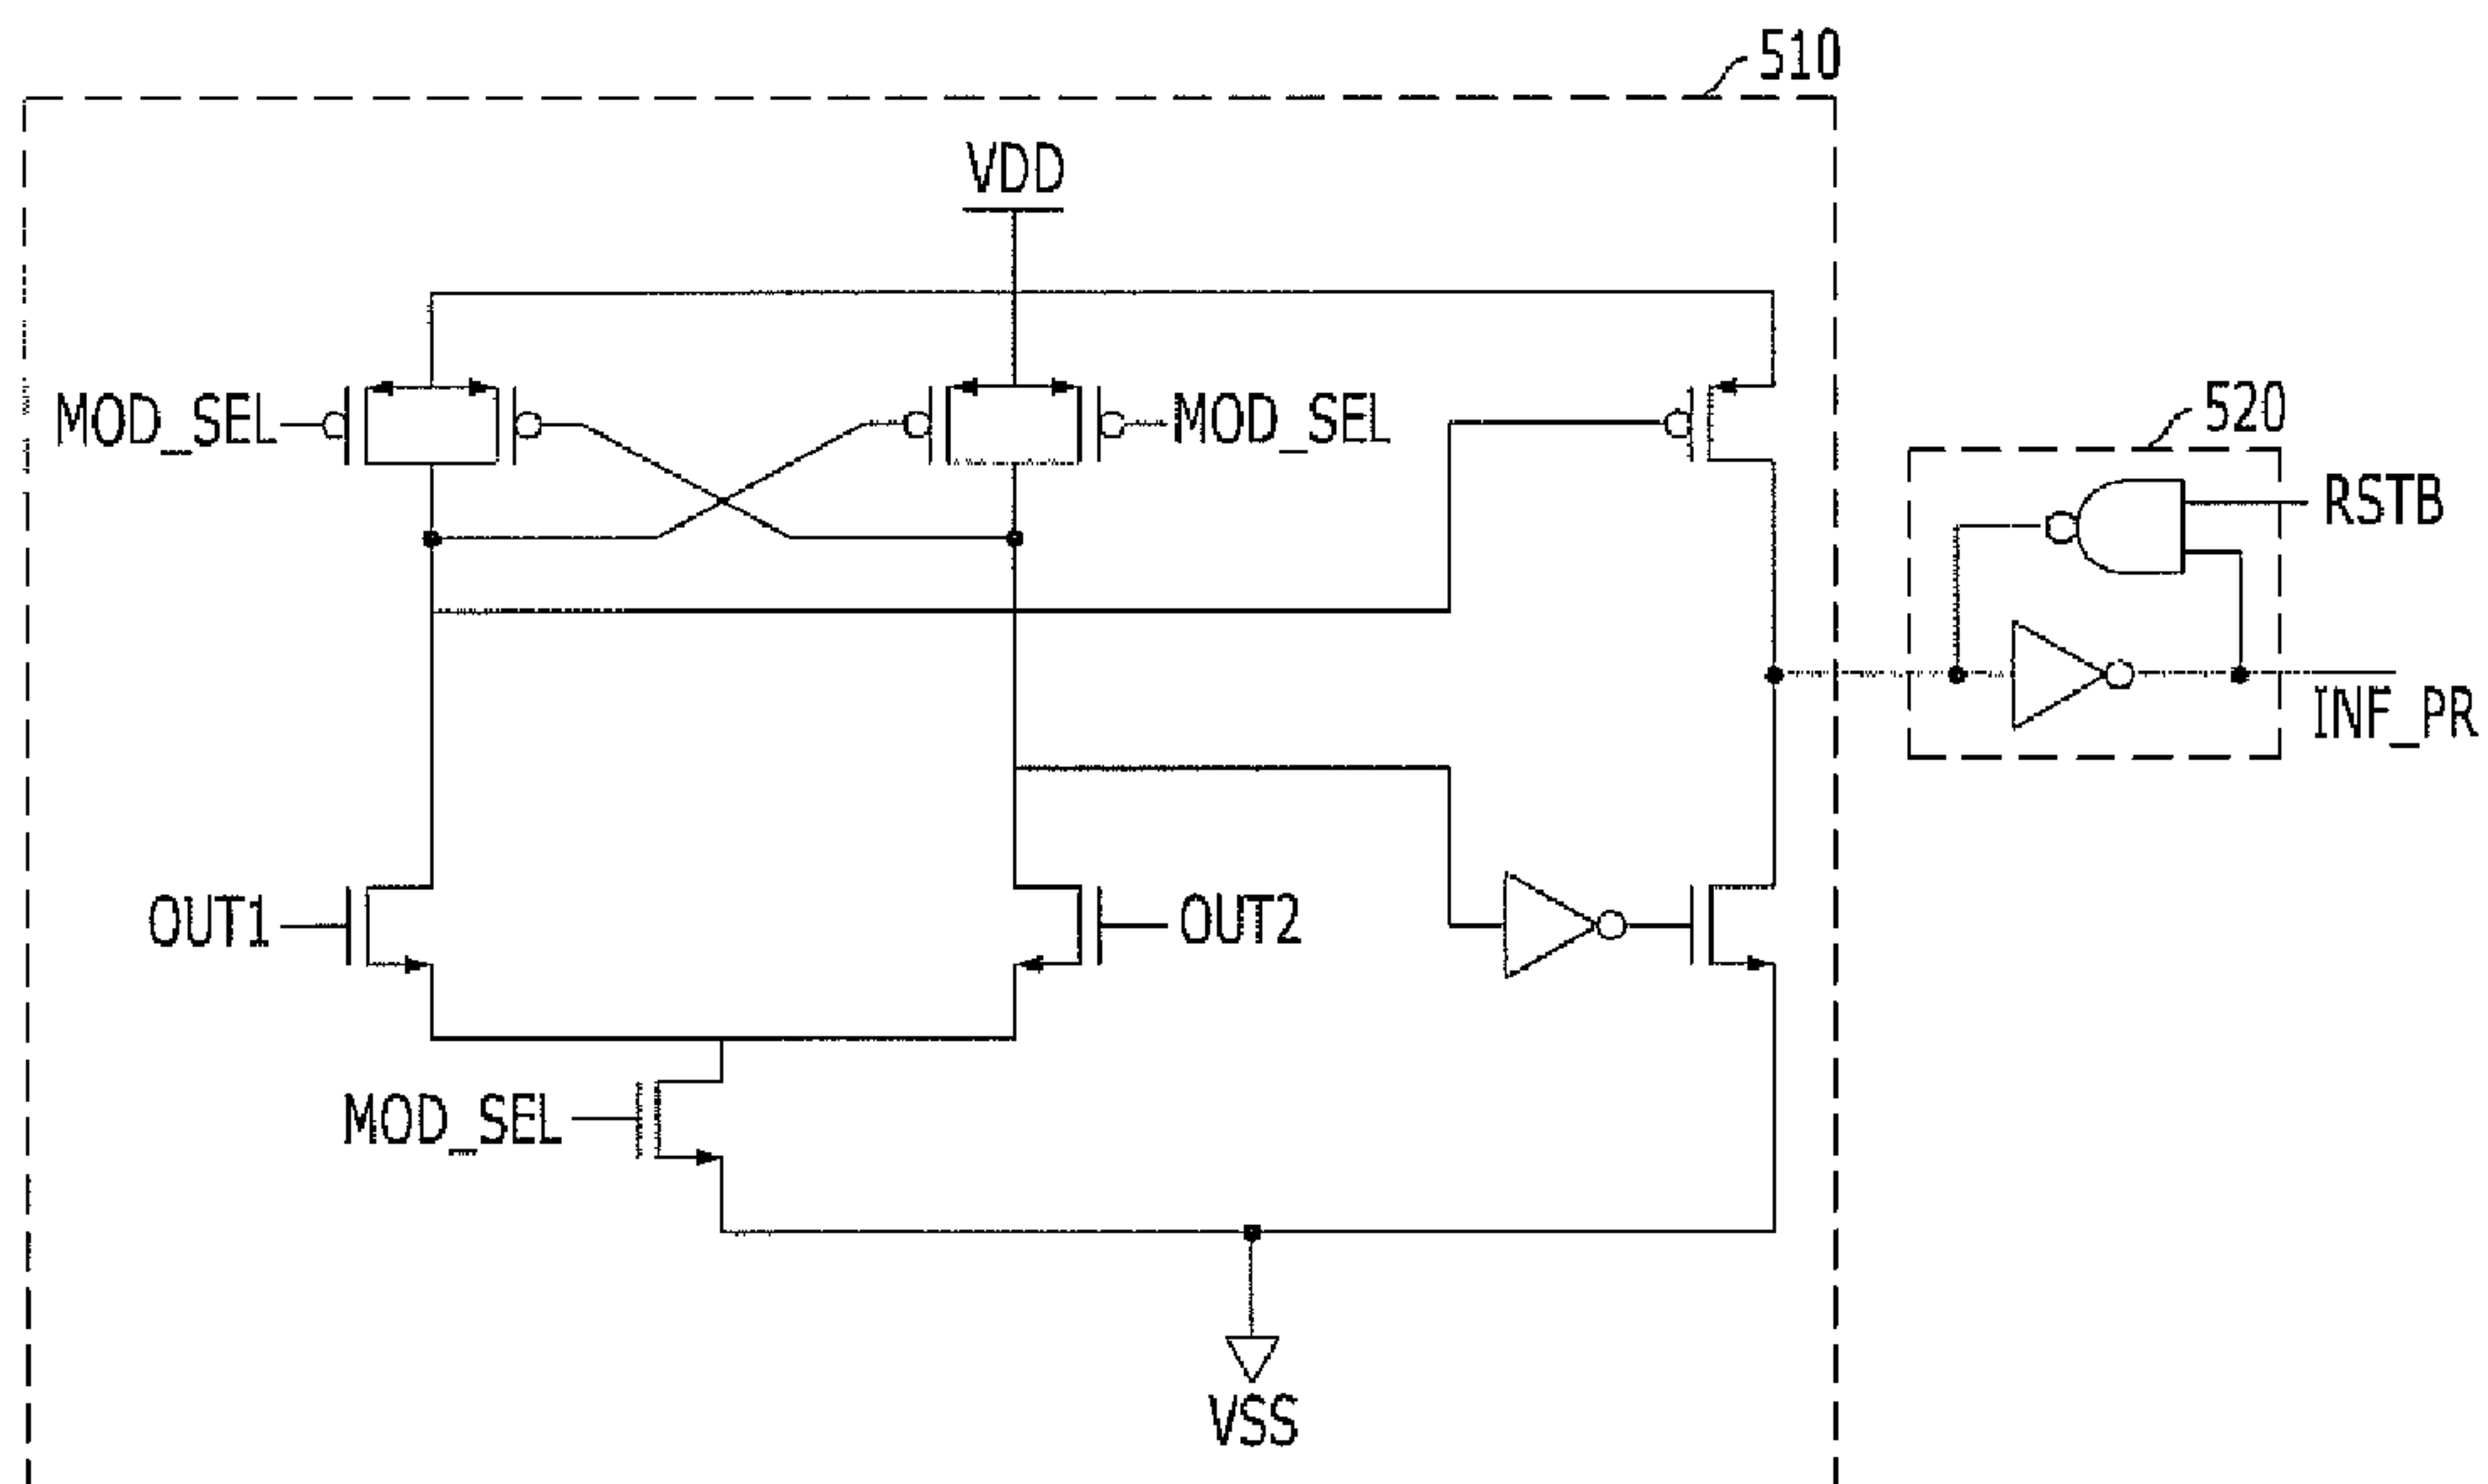 510
VDD
MOD_SEL
MOD_SEL
520
RSTB
INF_PR
OUT1
OUT2
MOD_SEL
VSS